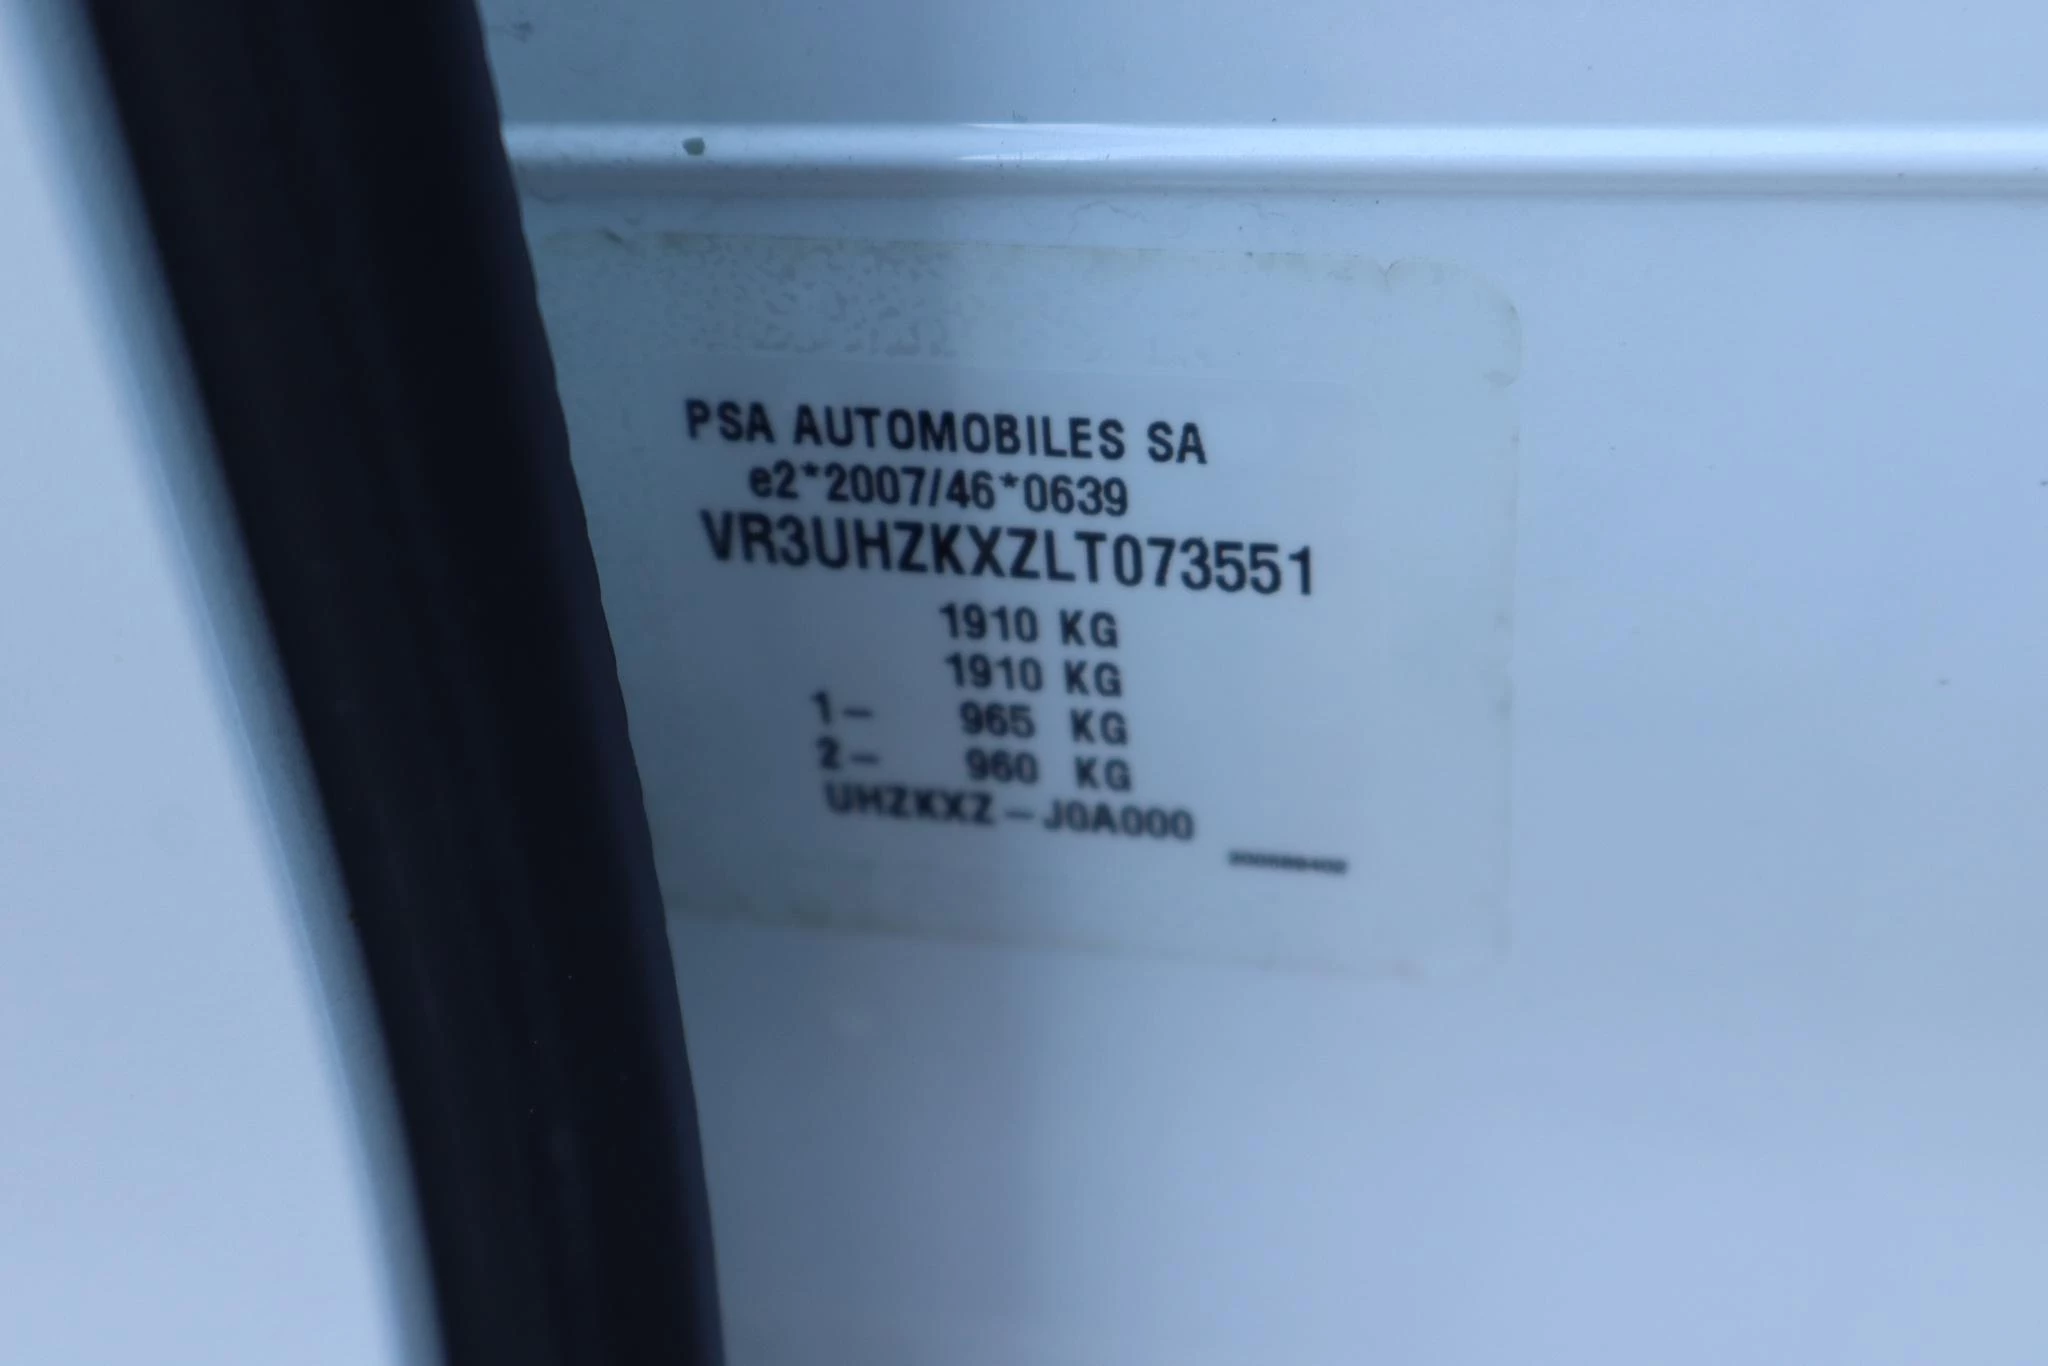 PSA AUTOMOBILES SA
e2*2007/46*0639
VR3UHZKXZLT073551
1910 KG
1910 KG
1– 965 KG
2– 960 KG
UHZKXZ–J0A000